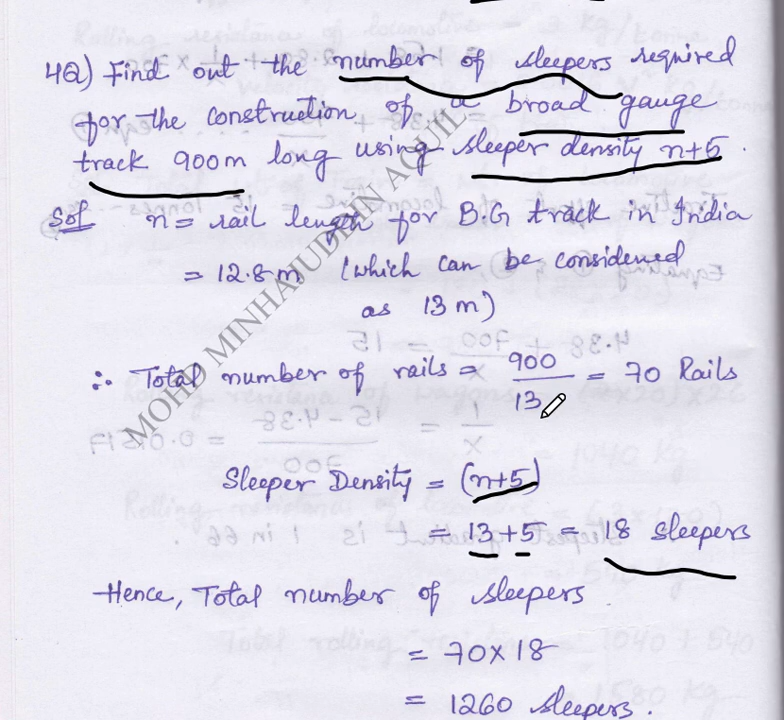 4Q) Find out the number of sleepers required
for the construction of a broad gauge
track 900m long using sleeper density n+5.
Sol n = rail length for B.G track in India
= 12.8 m (which can be considered
as 13 m)
∴ Total number of rails = 900/13 = 70 Rails
Sleeper Density = (n+5)
= 13+5 = 18 sleepers
Hence, Total number of sleepers
= 70×18
= 1260 sleepers.
MOHD MINHAJUDDIN AQUIL